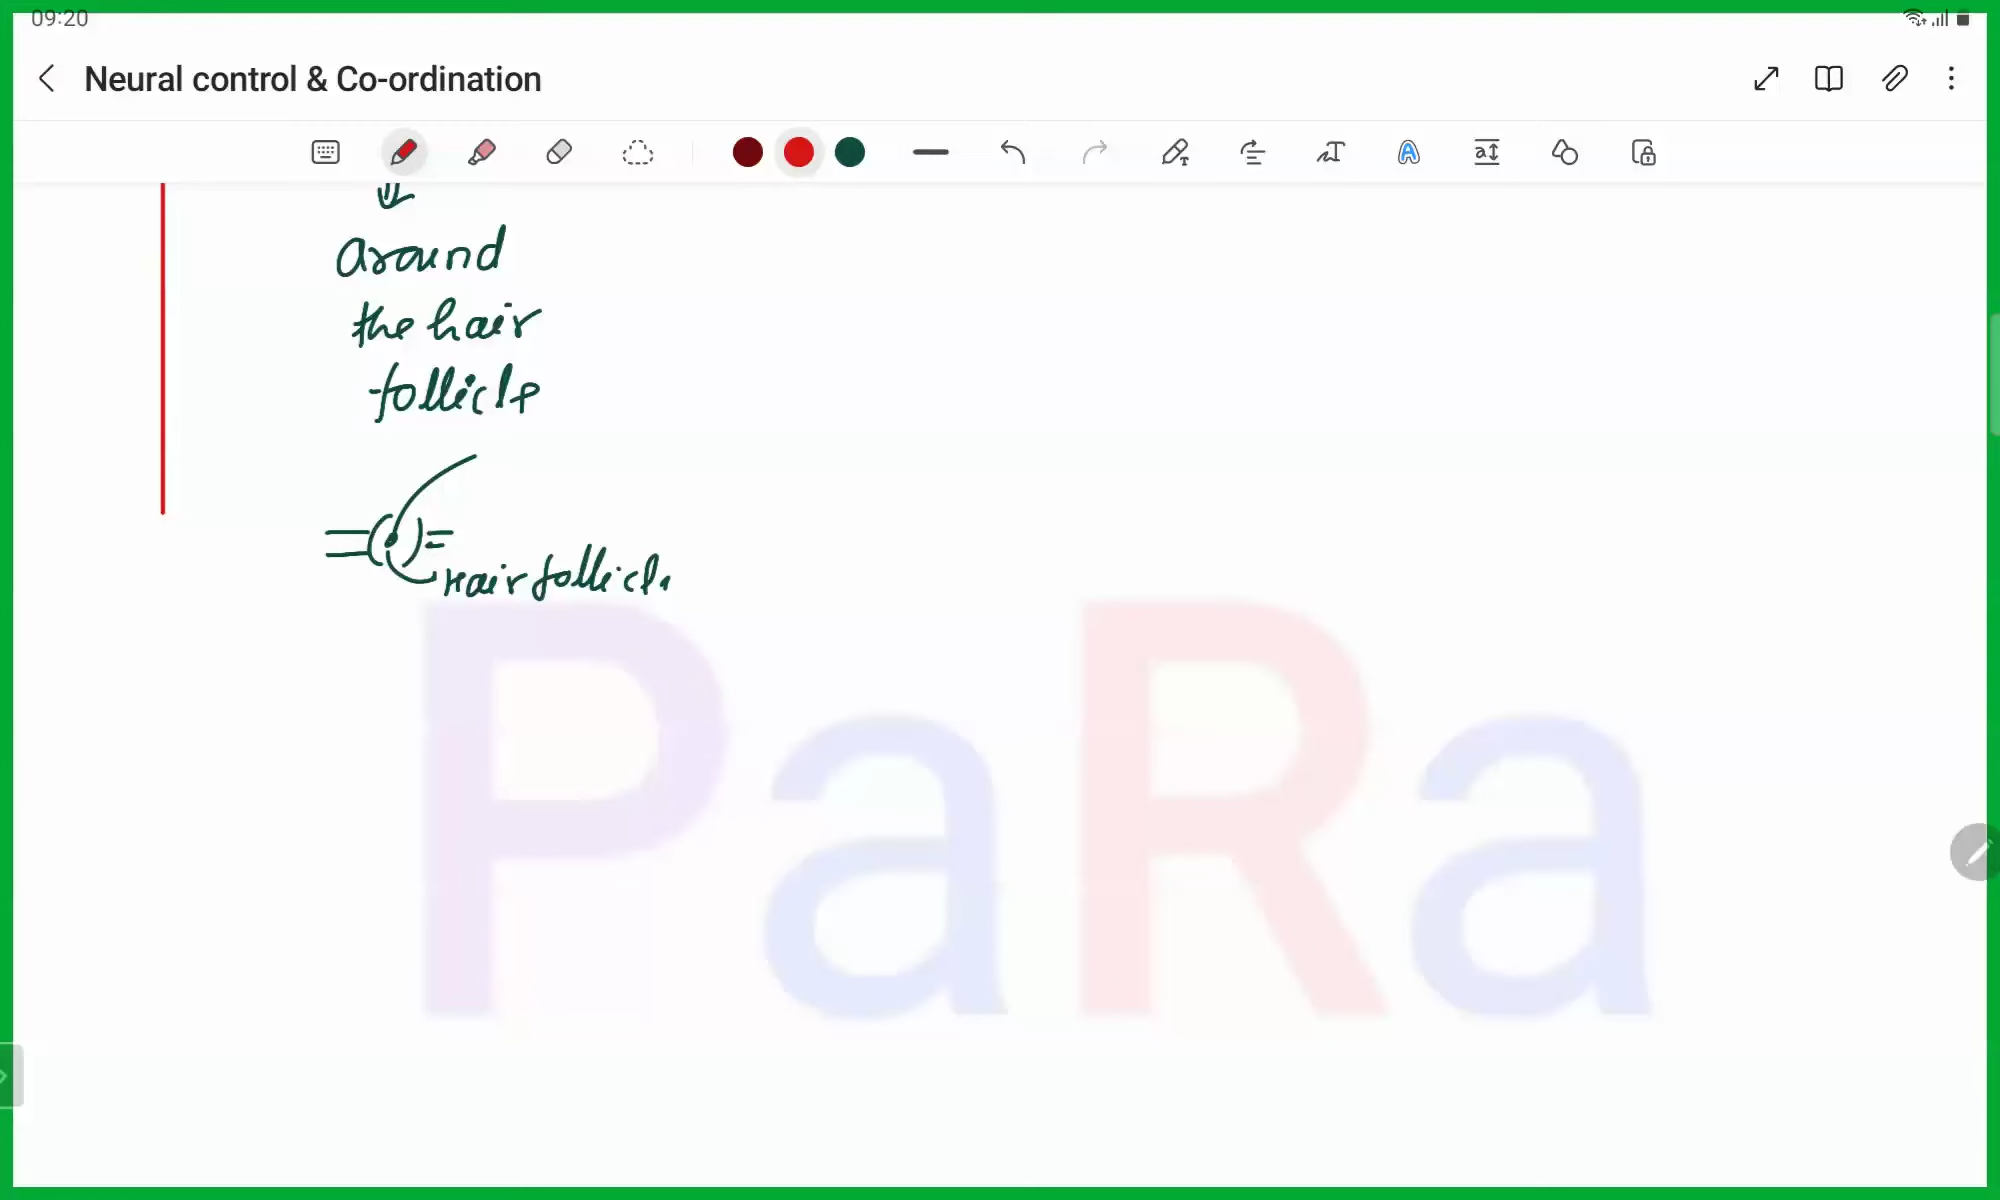 09:20
Neural control & Co-ordination
around
the hair
follicle
Hair follicle
PaRa